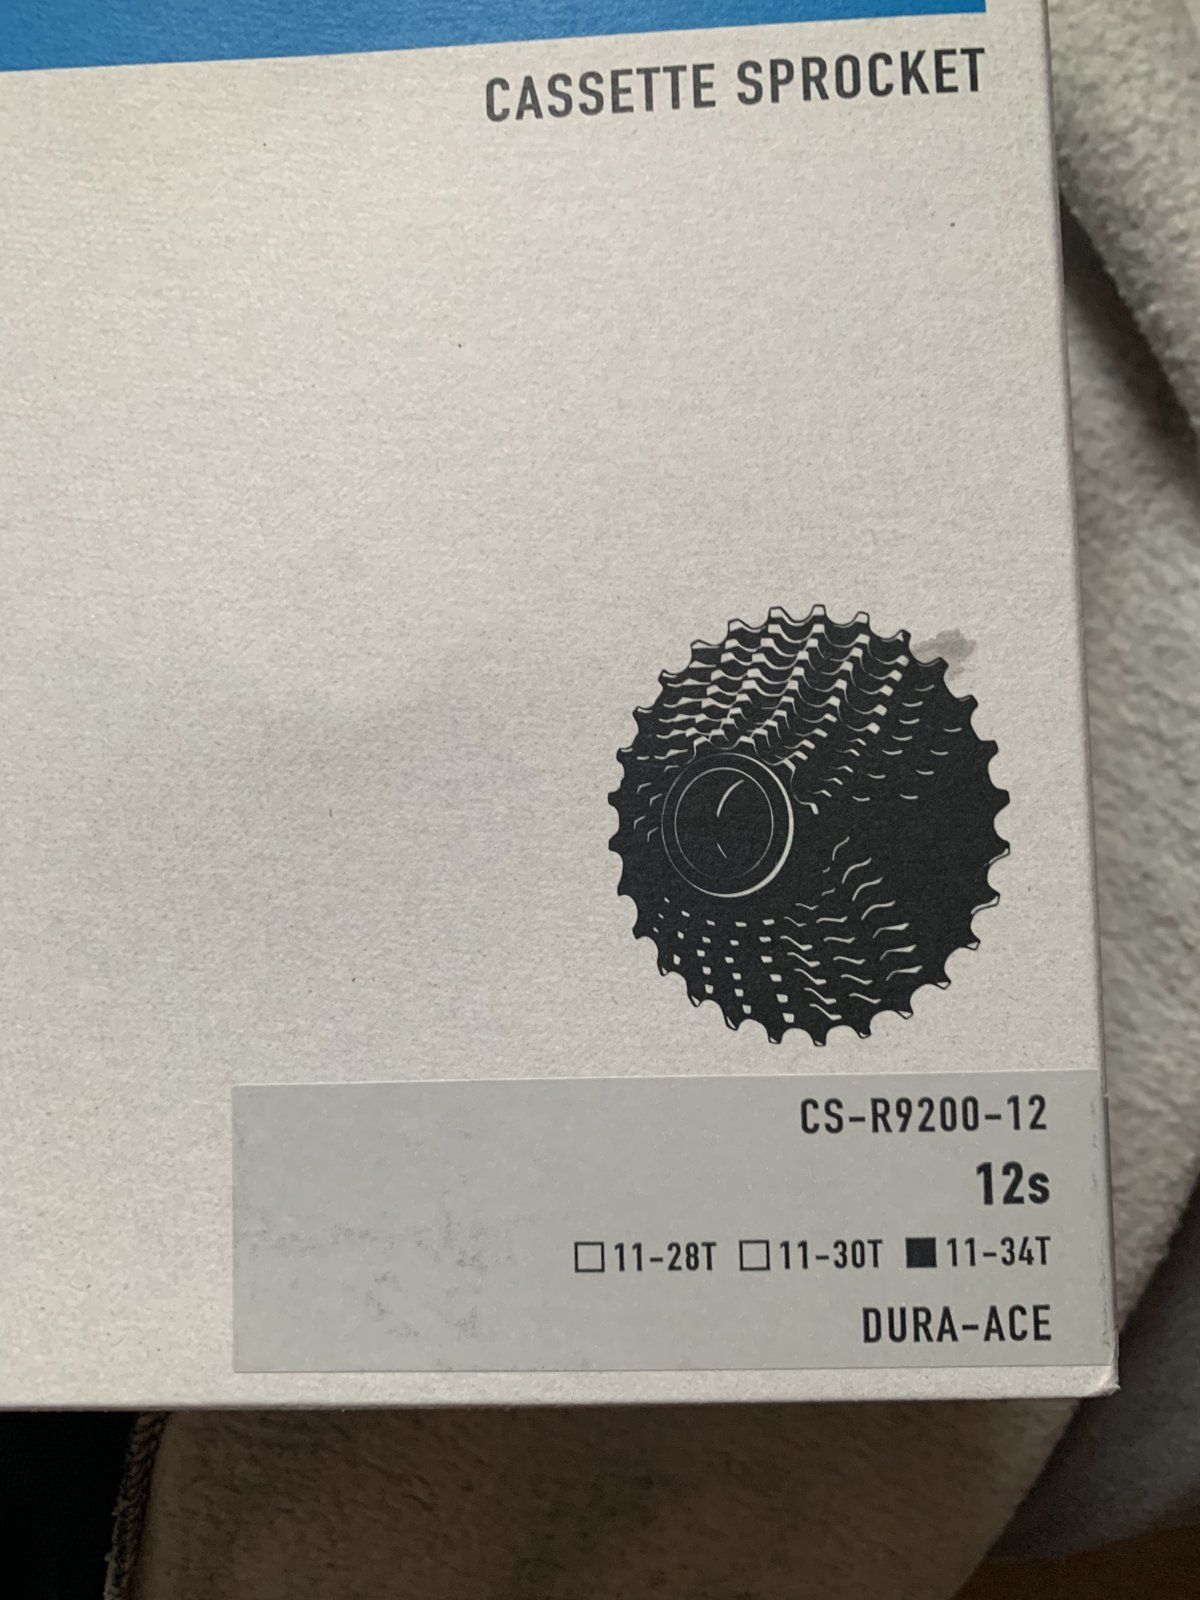 CASSETTE SPROCKET
CS-R9200-12
12s
□11-28T □11-30T ■11-34T
DURA-ACE